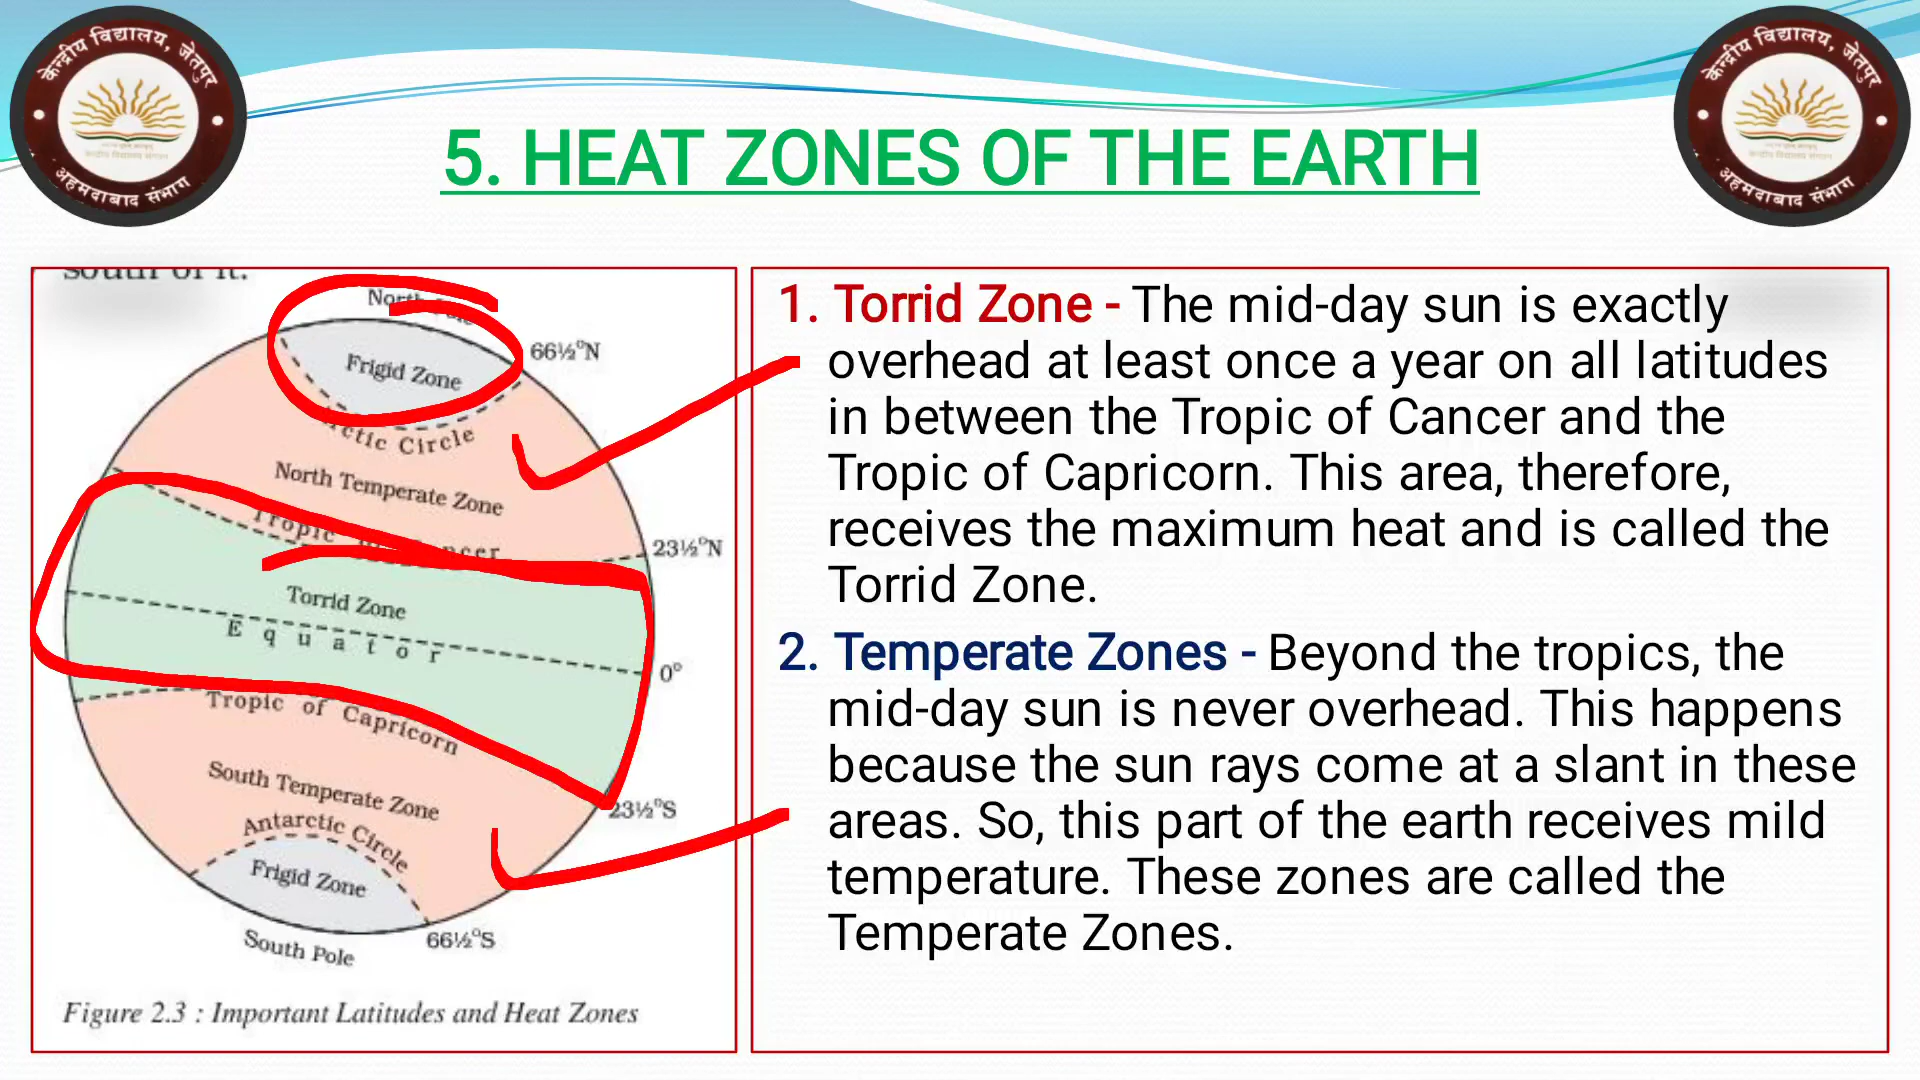 केन्द्रीय विद्यालय, जेतपुर
अहमदाबाद संभाग
केन्द्रीय विद्यालय, जेतपुर
अहमदाबाद संभाग
5. HEAT ZONES OF THE EARTH
south of it.
North
Frigid Zone
66½°N
Arctic Circle
North Temperate Zone
Tropic of Cancer
23½°N
Torrid Zone
Equator
0°
Tropic of Capricorn
South Temperate Zone
23½°S
Antarctic Circle
Frigid Zone
66½°S
South Pole
Figure 2.3 : Important Latitudes and Heat Zones
1. Torrid Zone - The mid-day sun is exactly
overhead at least once a year on all latitudes
in between the Tropic of Cancer and the
Tropic of Capricorn. This area, therefore,
receives the maximum heat and is called the
Torrid Zone.
2. Temperate Zones - Beyond the tropics, the
mid-day sun is never overhead. This happens
because the sun rays come at a slant in these
areas. So, this part of the earth receives mild
temperature. These zones are called the
Temperate Zones.